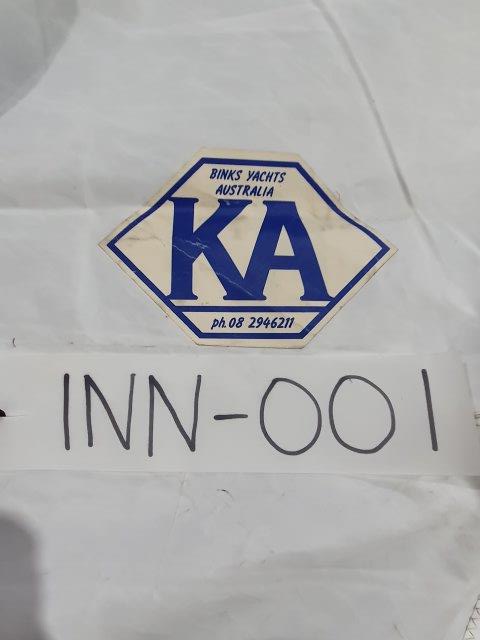 BINKS YACHTS
AUSTRALIA
KA
ph. 08 2946211
INN-001